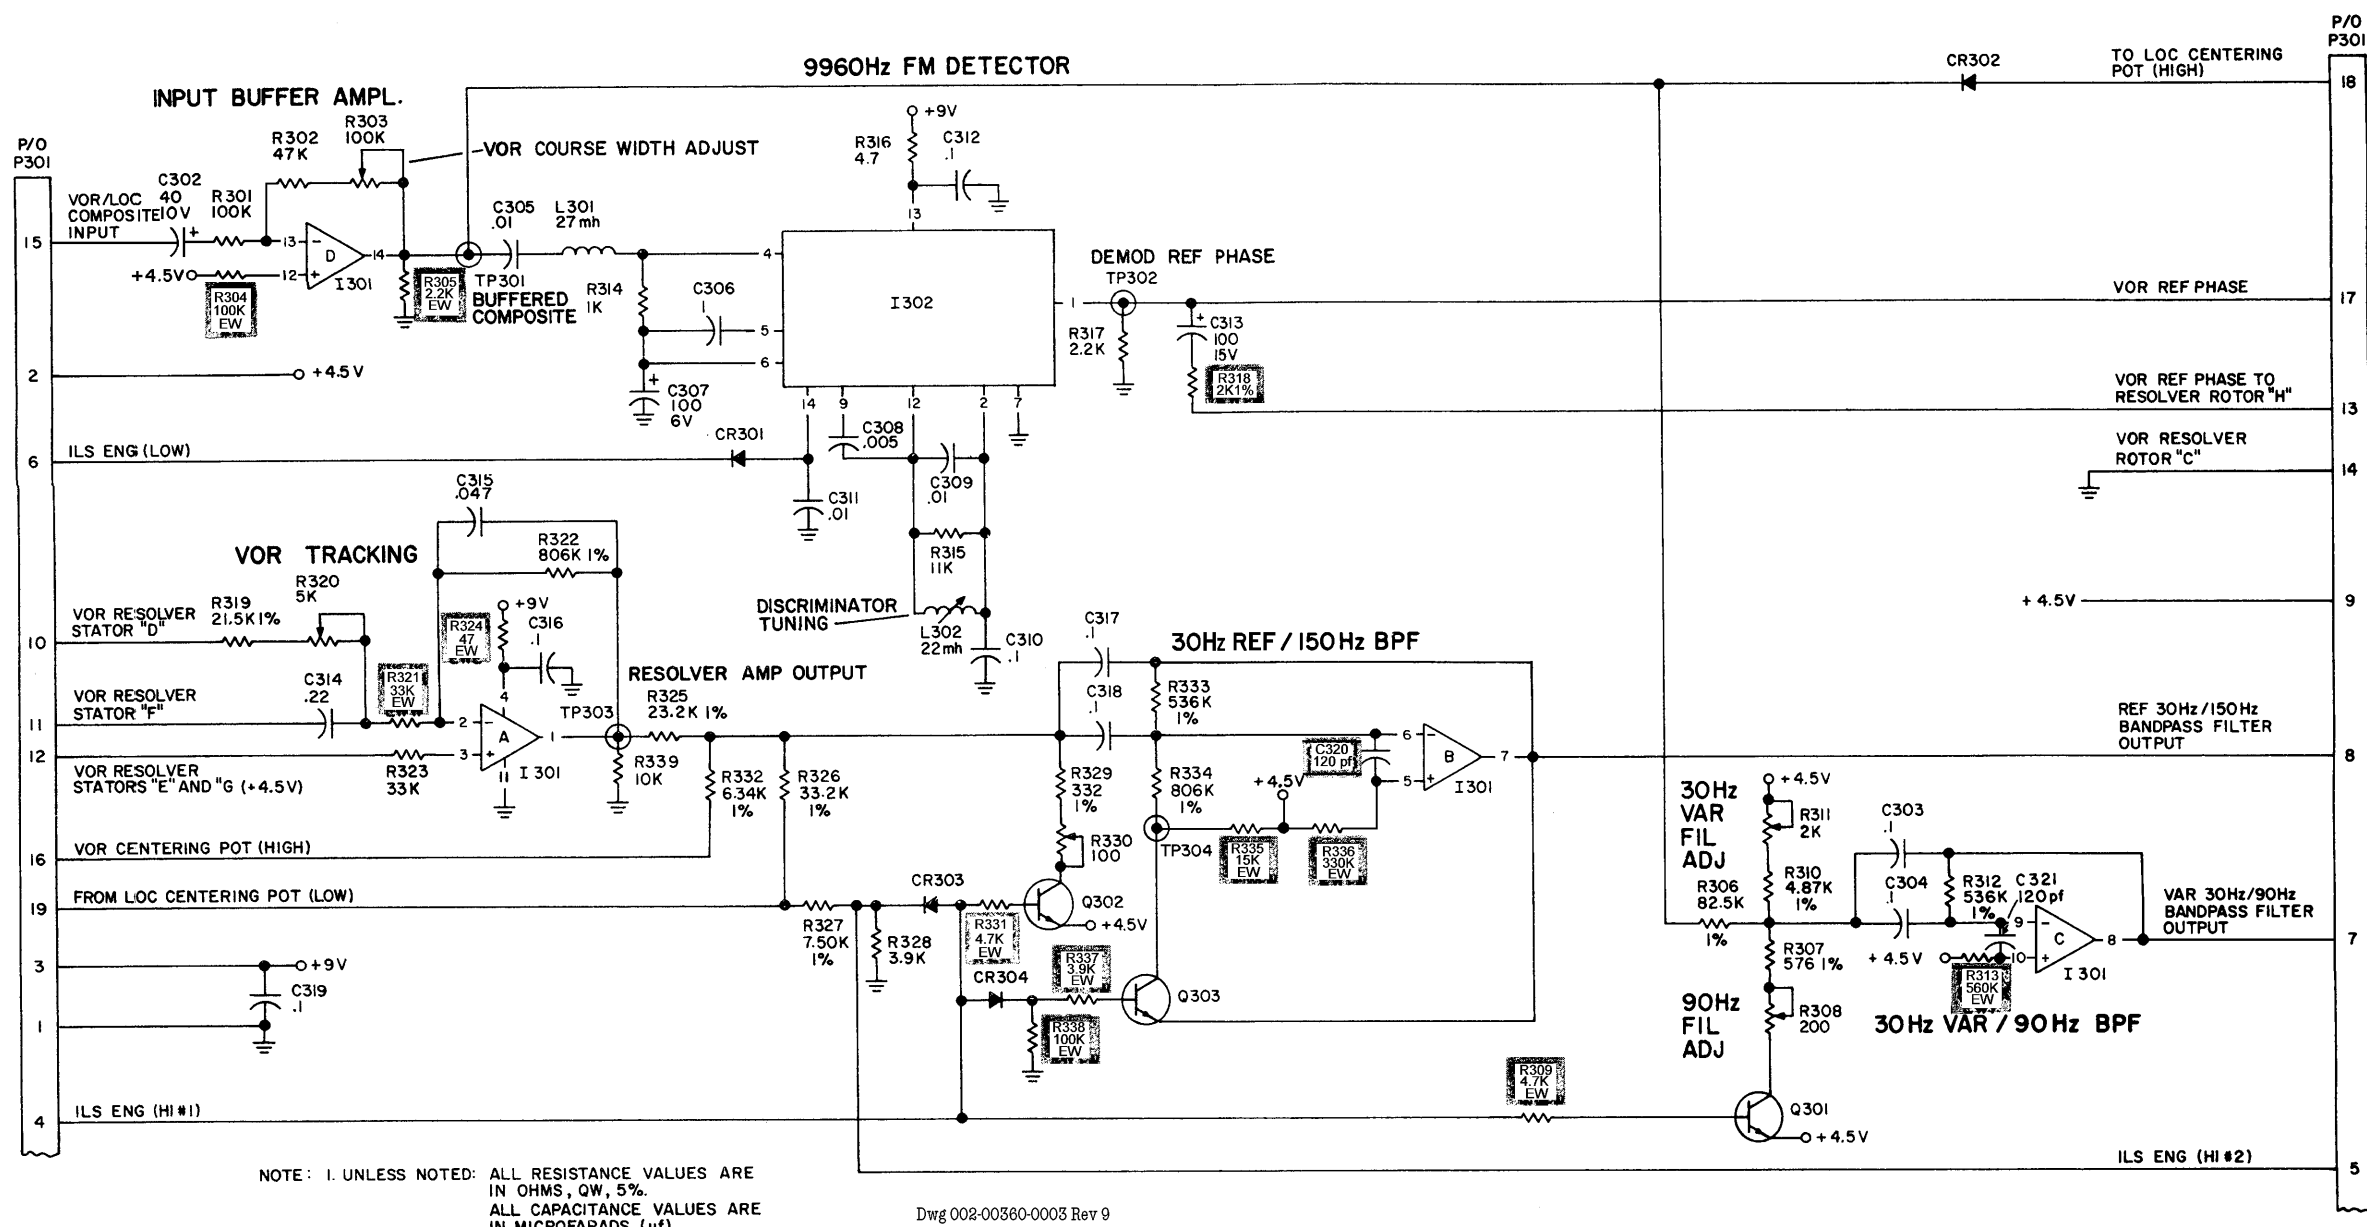 P/O
P301
9960Hz FM DETECTOR
CR302
TO LOC CENTERING
POT (HIGH)
18
INPUT BUFFER AMPL.
R302
47K
R303
100K
VOR COURSE WIDTH ADJUST
P/O
P301
+9V
R316
4.7
C312
.1
13
VOR/LOC
COMPOSITE
INPUT
C302
40
10V
+
R301
100K
15
13
–
D
14
12
+
I301
+4.5V
R304
100K
EW
R305
2.2K
EW
TP301
BUFFERED
COMPOSITE
C305
.01
L301
27mh
R314
1K
C306
1
4
5
6
I302
1
DEMOD REF PHASE
TP302
R317
2.2K
+
C313
100
15V
R318
2K1%
VOR REF PHASE
17
2
+4.5V
+
C307
100
6V
14
9
12
2
7
VOR REF PHASE TO
RESOLVER ROTOR "H"
13
ILS ENG (LOW)
6
CR301
C308
.005
C309
.01
C311
.01
VOR RESOLVER
ROTOR "C"
14
C315
.047
R322
806K 1%
R315
11K
VOR TRACKING
VOR RESOLVER
STATOR "D"
10
R319
21.5K1%
R320
5K
+9V
R324
47
EW
C316
.1
DISCRIMINATOR
TUNING
L302
22mh
C310
.1
+ 4.5V
9
C317
.1
30Hz REF / 150Hz BPF
C314
.22
R321
33K
EW
4
RESOLVER AMP OUTPUT
VOR RESOLVER
STATOR "F"
11
2
–
A
1
3
+
11
I 301
TP303
R325
23.2K 1%
C318
.1
R333
536K
1%
REF 30Hz/150Hz
BANDPASS FILTER
OUTPUT
8
12
VOR RESOLVER
STATORS "E" AND "G (+4.5V)
R323
33K
R339
10K
R332
6.34K
1%
R326
33.2K
1%
R329
332
1%
R334
806K
1%
C320
120 pf
6
–
B
7
5
+
I301
+4.5V
R330
100
TP304
R335
15K
EW
R336
330K
EW
30Hz
VAR
FIL
ADJ
+4.5V
R311
2K
C303
.1
VOR CENTERING POT (HIGH)
16
R306
82.5K
1%
R310
4.87K
1%
C304
.1
R312
536K
1%
C321
120pf
9
–
C
8
10
+
I 301
VAR 30Hz/90Hz
BANDPASS FILTER
OUTPUT
7
FROM LOC CENTERING POT (LOW)
19
CR303
Q302
+4.5V
R327
7.50K
1%
R328
3.9K
R331
4.7K
EW
R307
576 1%
+ 4.5V
R313
560K
EW
3
+9V
C319
.1
1
CR304
R337
3.9K
EW
Q303
R338
100K
EW
90Hz
FIL
ADJ
R308
200
30Hz VAR / 90Hz BPF
R309
4.7K
EW
ILS ENG (HI #1)
4
Q301
+ 4.5V
ILS ENG (HI #2)
5
NOTE: 1. UNLESS NOTED: ALL RESISTANCE VALUES ARE
IN OHMS, QW, 5%.
ALL CAPACITANCE VALUES ARE
IN MICROFARADS (uf)
Dwg 002-00360-0003 Rev 9